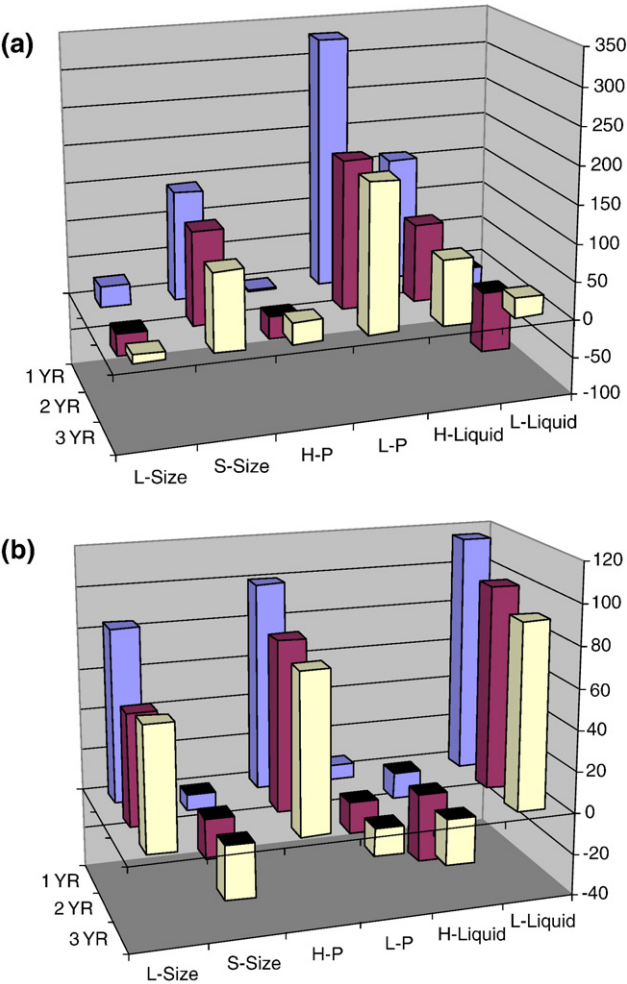 (a)
350
300
250
200
150
100
50
0
-50
-100
1 YR
2 YR
3 YR
L-Size
S-Size
H-P
L-P
H-Liquid
L-Liquid
(b)
120
100
80
60
40
20
0
-20
-40
1 YR
2 YR
3 YR
L-Size
S-Size
H-P
L-P
H-Liquid
L-Liquid